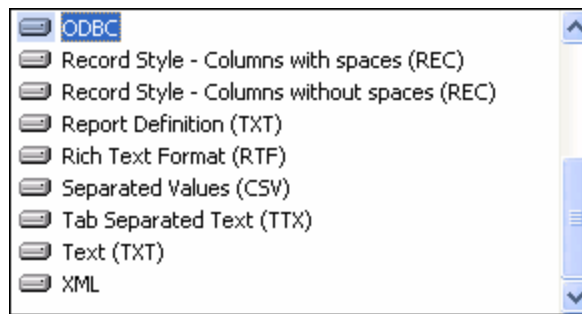 ODBC
Record Style - Columns with spaces (REC)
Record Style - Columns without spaces (REC)
Report Definition (TXT)
Rich Text Format (RTF)
Separated Values (CSV)
Tab Separated Text (TTX)
Text (TXT)
XML